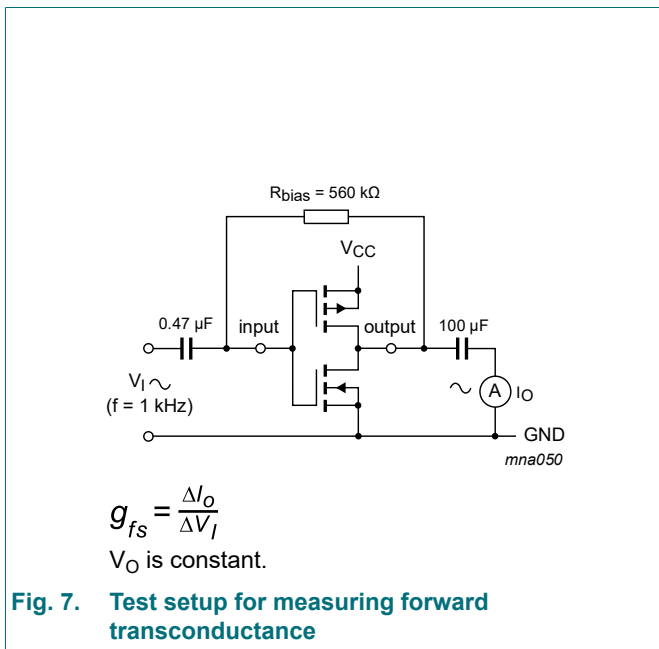 Rbias = 560 kΩ
VCC
0.47 µF
input
output
100 µF
VI ~
(f = 1 kHz)
~
A
IO
GND
mna050
gfs = ΔIo / ΔVI
VO is constant.
Fig. 7. Test setup for measuring forward
transconductance